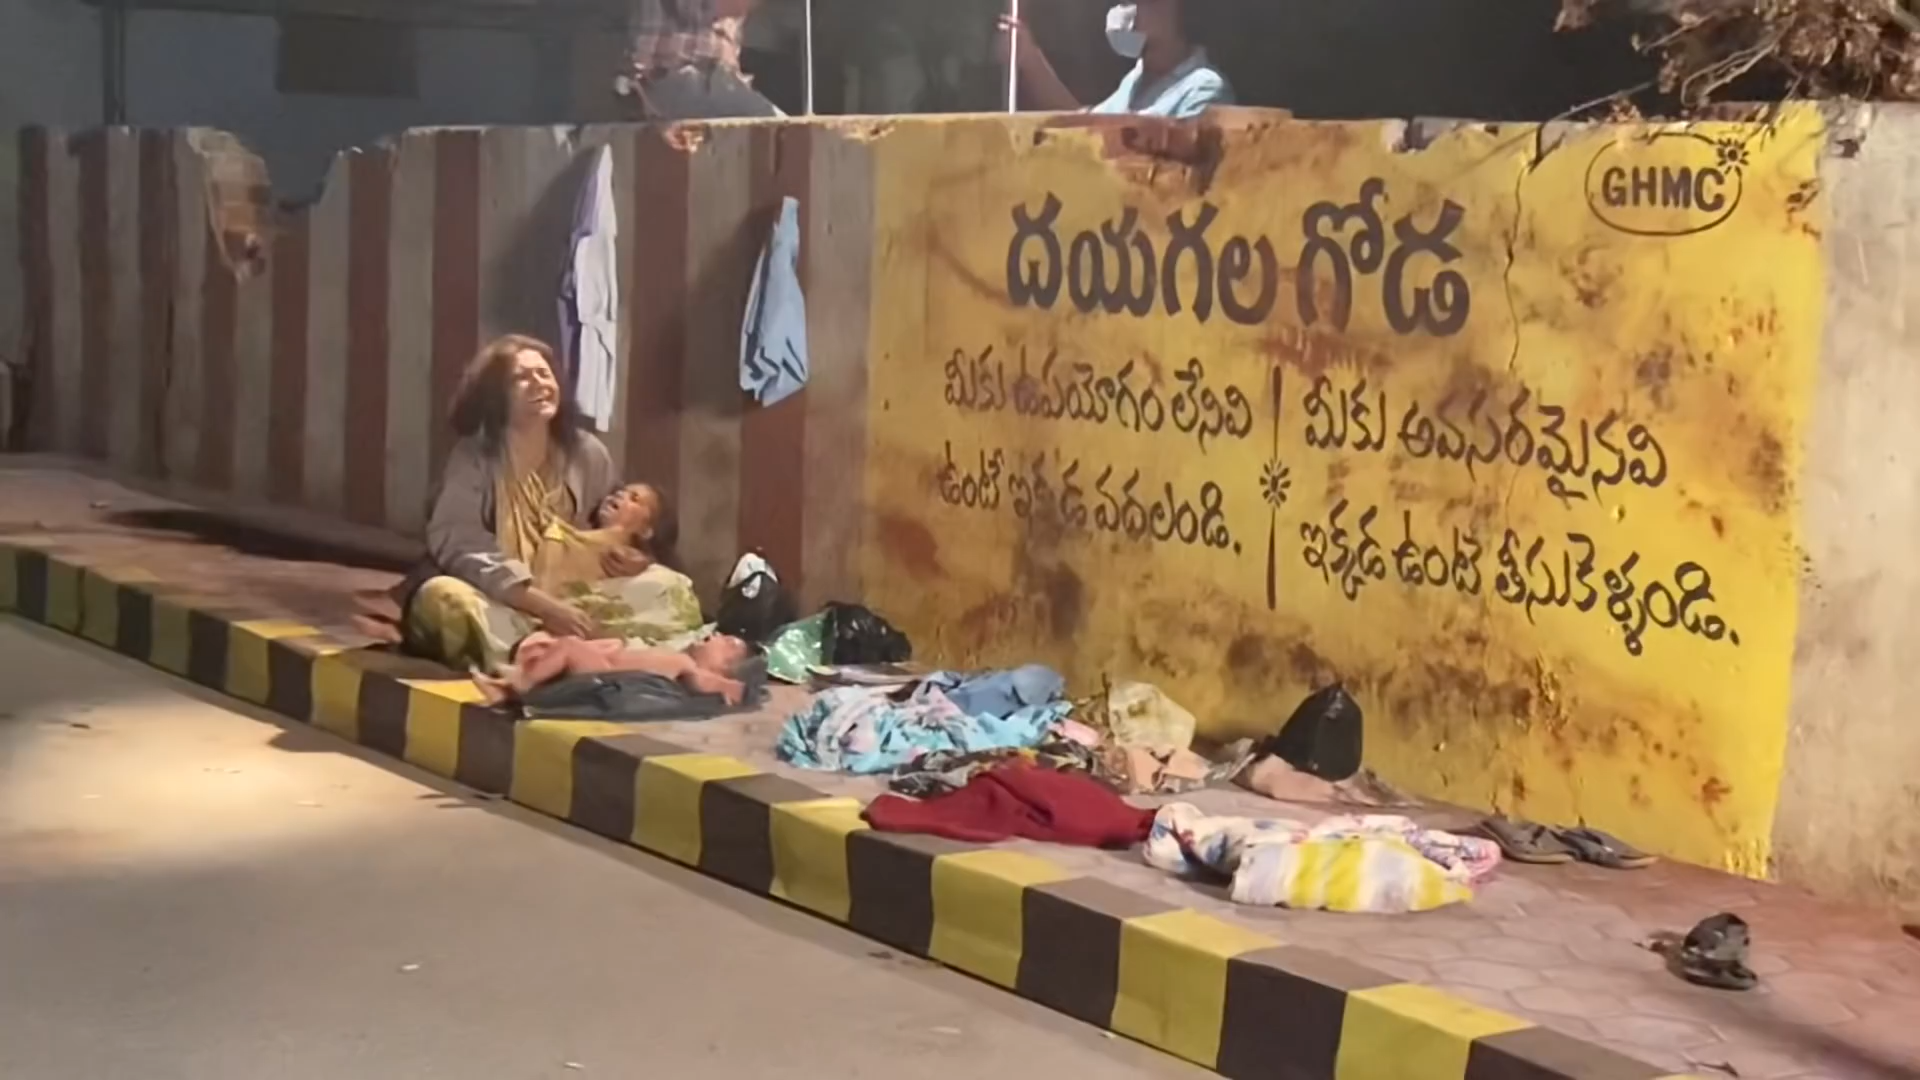 GHMC
దయగల గోడ
మీకు ఉపయోగం లేనివి
ఉంటే ఇక్కడ వదలండి.
మీకు అవసరమైనవి
ఇక్కడ ఉంటే తీసుకెళ్ళండి.